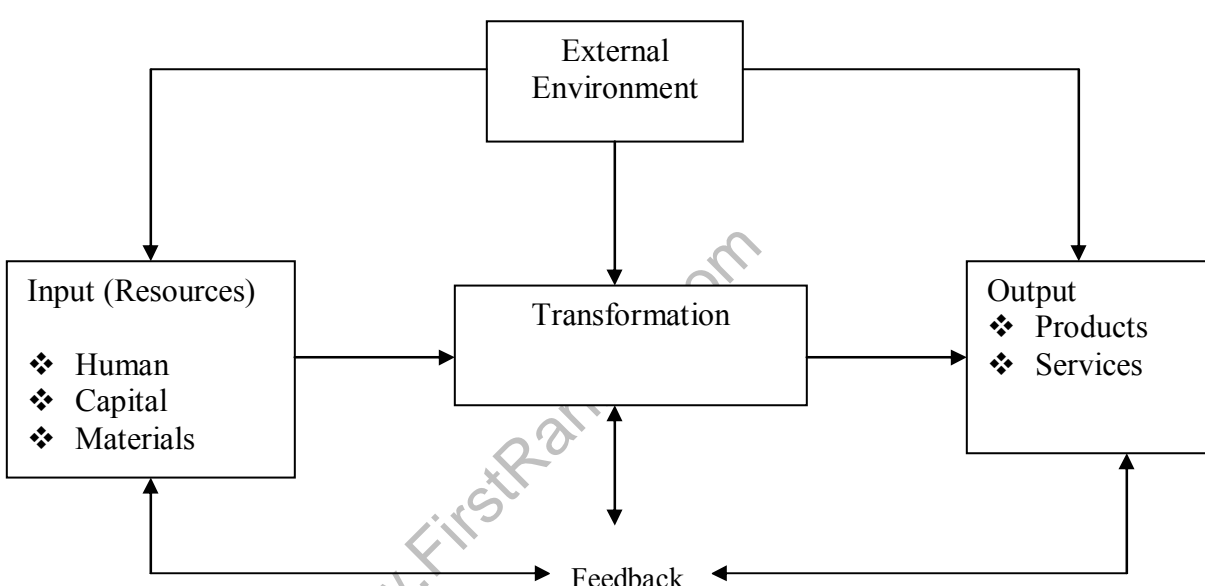 External
Environment
Input (Resources)
❖ Human
❖ Capital
❖ Materials
Transformation
Output
❖ Products
❖ Services
Feedback